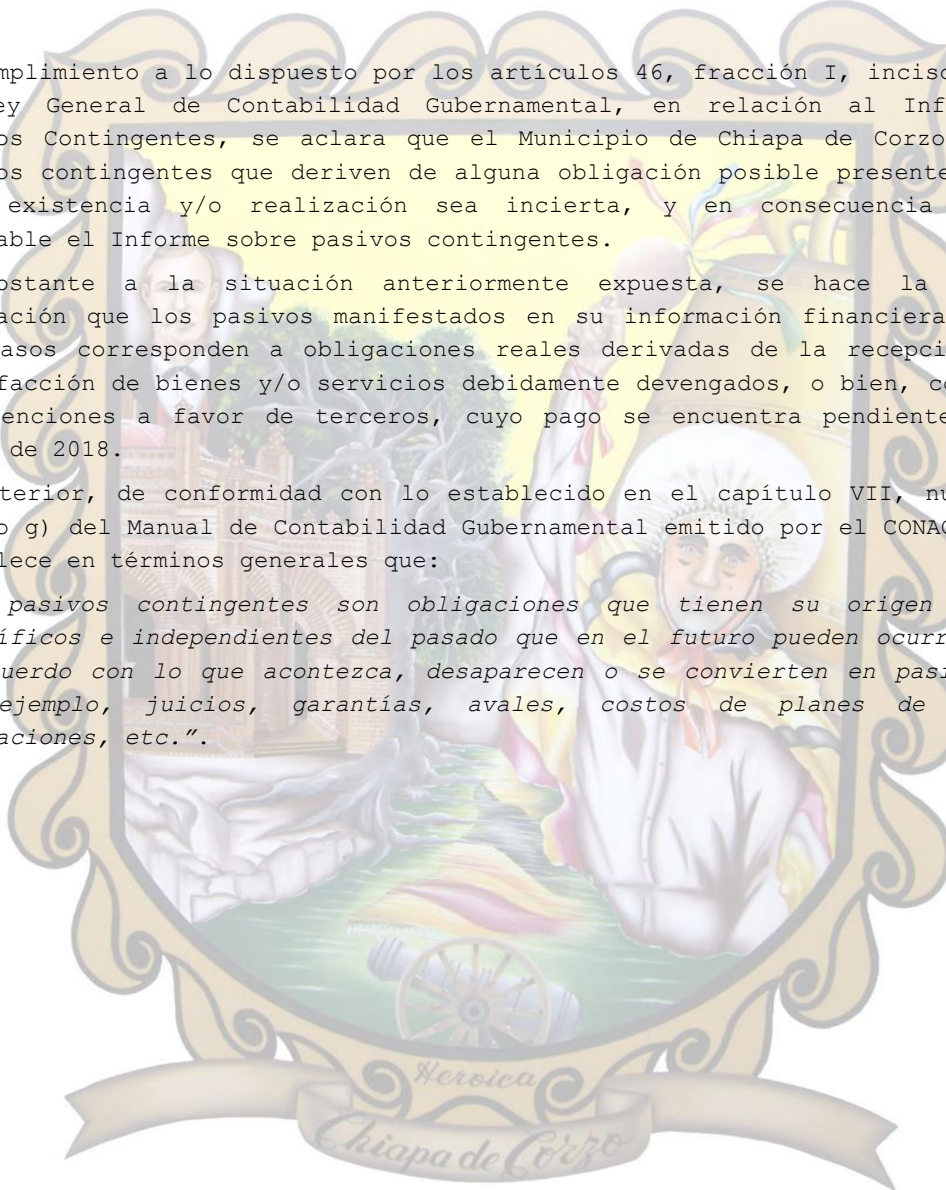 mplimiento a lo dispuesto por los artículos 46, fracción I, inciso
ey General de Contabilidad Gubernamental, en relación al Inf
os Contingentes, se aclara que el Municipio de Chiapa de Corzo
os contingentes que deriven de alguna obligación posible presente
existencia y/o realización sea incierta, y en consecuencia
able el Informe sobre pasivos contingentes.
ostante a la situación anteriormente expuesta, se hace la
ación que los pasivos manifestados en su información financiera
asos corresponden a obligaciones reales derivadas de la recepci
facción de bienes y/o servicios debidamente devengados, o bien, co
enciones a favor de terceros, cuyo pago se encuentra pendiente
de 2018.
terior, de conformidad con lo establecido en el capítulo VII, nu
o g) del Manual de Contabilidad Gubernamental emitido por el CONAC
lece en términos generales que:
pasivos contingentes son obligaciones que tienen su origen
íficos e independientes del pasado que en el futuro pueden ocurr
uerdo con lo que acontezca, desaparecen o se convierten en pasi
ejemplo, juicios, garantías, avales, costos de planes de
aciones, etc.”.
Heroica
Chiapa de Corzo